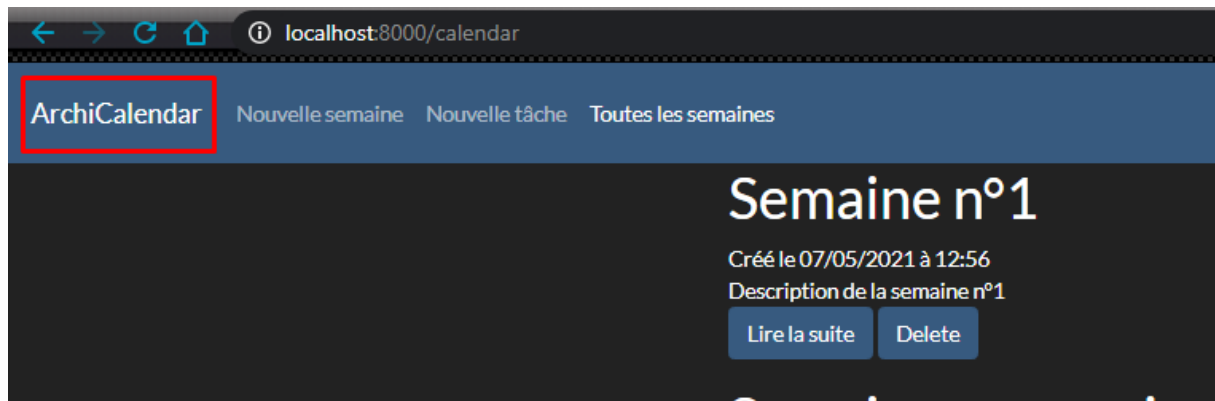 localhost:8000/calendar
ArchiCalendar Nouvelle semaine Nouvelle tâche Toutes les semaines
Semaine n°1
Créé le 07/05/2021 à 12:56
Description de la semaine n°1
Lire la suite Delete